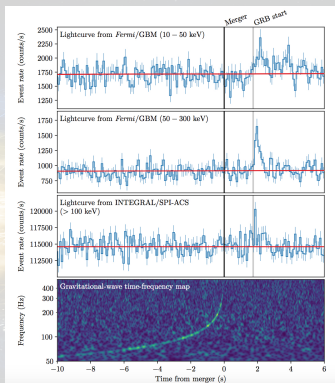 Merger
GRB start
2500
Lightcurve from Fermi/GBM (10 − 50 keV)
2250
2000
1750
1500
1250
Event rate (counts/s)
1750
Lightcurve from Fermi/GBM (50 − 300 keV)
1500
1250
1000
750
Event rate (counts/s)
Lightcurve from INTEGRAL/SPI-ACS
(> 100 keV)
120000
117500
115000
112500
Event rate (counts/s)
Gravitational-wave time-frequency map
400
300
200
100
50
Frequency (Hz)
−10
−8
−6
−4
−2
0
2
4
6
Time from merger (s)